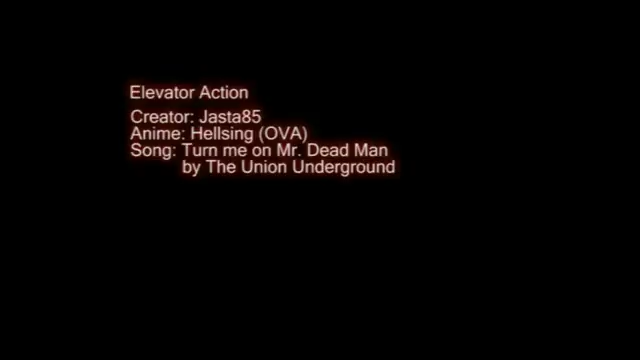 Elevator Action
Creator: Jasta85
Anime: Hellsing (OVA)
Song: Turn me on Mr. Dead Man
by The Union Underground